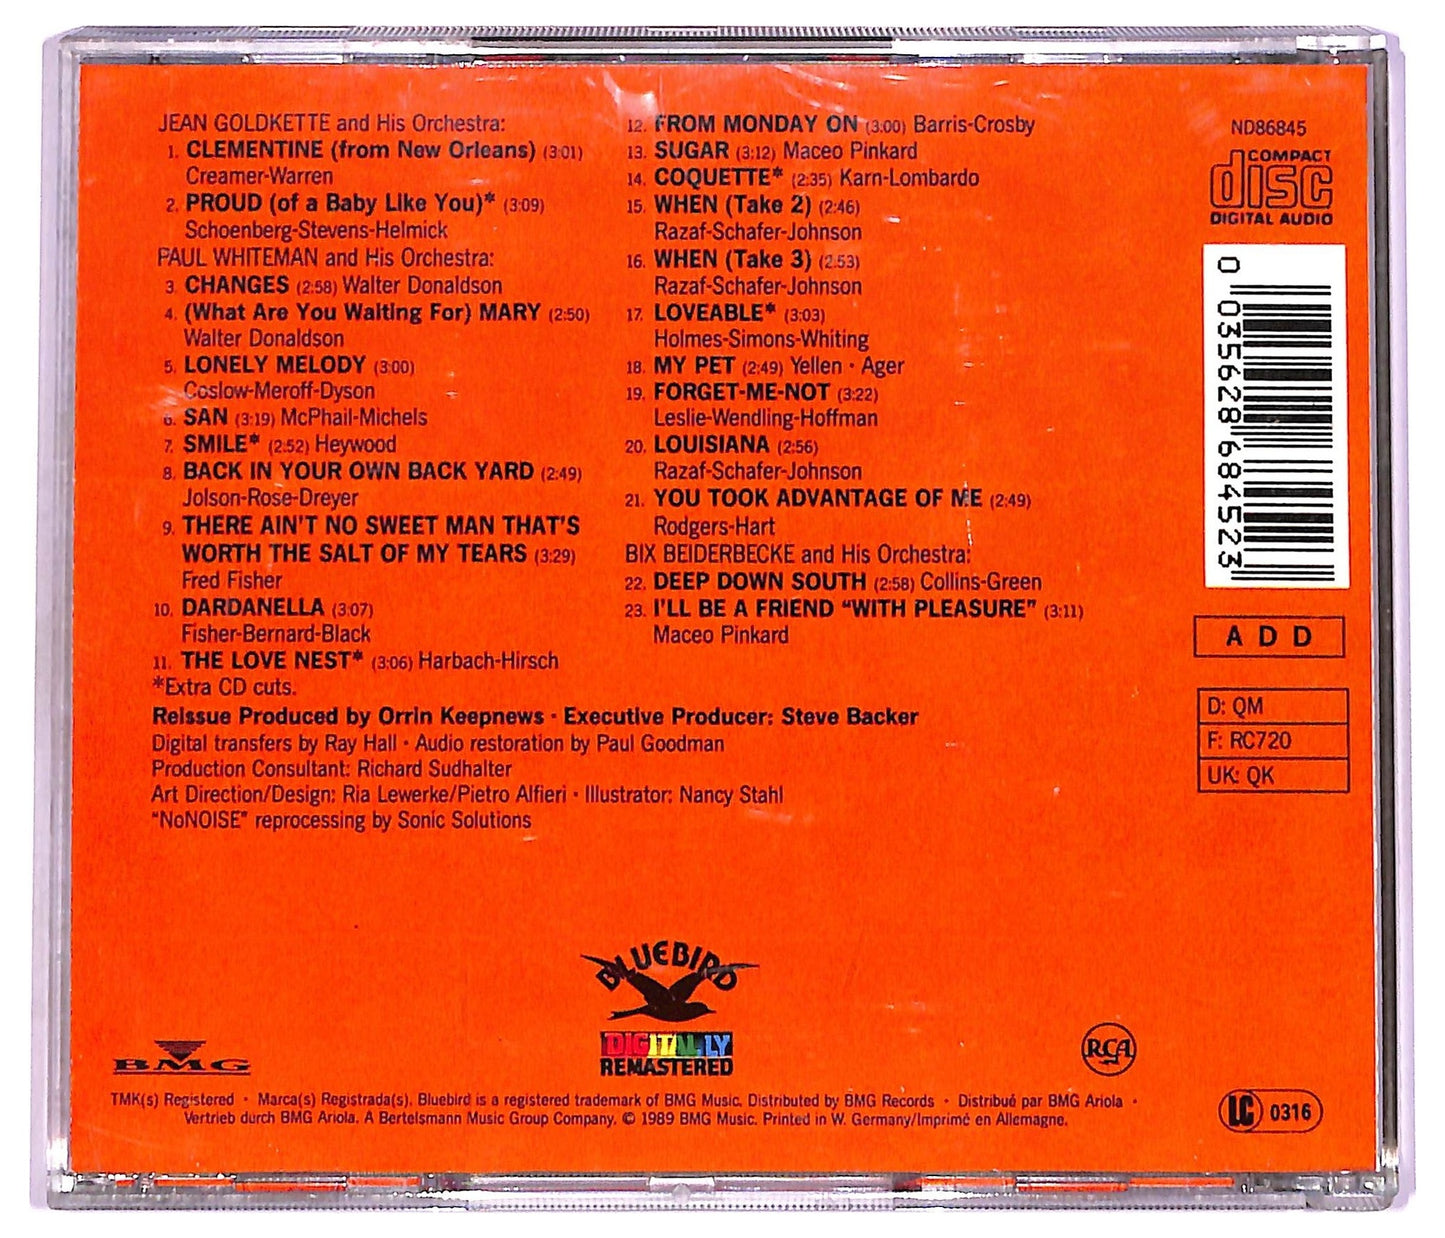 JEAN GOLDKETTE and His Orchestra:
1. CLEMENTINE (from New Orleans) (3:01)
Creamer-Warren
2. PROUD (of a Baby Like You)* (3:09)
Schoenberg-Stevens-Helmick
PAUL WHITEMAN and His Orchestra:
3. CHANGES (2:58) Walter Donaldson
4. (What Are You Waiting For) MARY (2:50)
Walter Donaldson
5. LONELY MELODY (3:00)
Coslow-Meroff-Dyson
6. SAN (3:19) McPhail-Michels
7. SMILE* (2:52) Heywood
8. BACK IN YOUR OWN BACK YARD (2:49)
Jolson-Rose-Dreyer
9. THERE AIN'T NO SWEET MAN THAT'S
WORTH THE SALT OF MY TEARS (3:29)
Fred Fisher
10. DARDANELLA (3:07)
Fisher-Bernard-Black
11. THE LOVE NEST* (3:06) Harbach-Hirsch
*Extra CD cuts.
12. FROM MONDAY ON (3:00) Barris-Crosby
13. SUGAR (3:12) Maceo Pinkard
14. COQUETTE* (2:35) Karn-Lombardo
15. WHEN (Take 2) (2:46)
Razaf-Schafer-Johnson
16. WHEN (Take 3) (2:53)
Razaf-Schafer-Johnson
17. LOVEABLE* (3:03)
Holmes-Simons-Whiting
18. MY PET (2:49) Yellen · Ager
19. FORGET-ME-NOT (3:22)
Leslie-Wendling-Hoffman
20. LOUISIANA (2:56)
Razaf-Schafer-Johnson
21. YOU TOOK ADVANTAGE OF ME (2:49)
Rodgers-Hart
BIX BEIDERBECKE and His Orchestra:
22. DEEP DOWN SOUTH (2:58) Collins-Green
23. I'LL BE A FRIEND "WITH PLEASURE" (3:11)
Maceo Pinkard
Reissue Produced by Orrin Keepnews · Executive Producer: Steve Backer
Digital transfers by Ray Hall · Audio restoration by Paul Goodman
Production Consultant: Richard Sudhalter
Art Direction/Design: Ria Lewerke/Pietro Alfieri · Illustrator: Nancy Stahl
"NoNOISE" reprocessing by Sonic Solutions
ND86845
COMPACT
disc
DIGITAL AUDIO
0 035628 684523
A D D
D: QM
F: RC720
UK: QK
BLUEBIRD
DIGITALLY
REMASTERED
BMG
RCA
TMK(s) Registered · Marca(s) Registrada(s). Bluebird is a registered trademark of BMG Music. Distributed by BMG Records · Distribué par BMG Ariola ·
Vertrieb durch BMG Ariola. A Bertelsmann Music Group Company. © 1989 BMG Music. Printed in W. Germany/Imprimé en Allemagne.
LC 0316